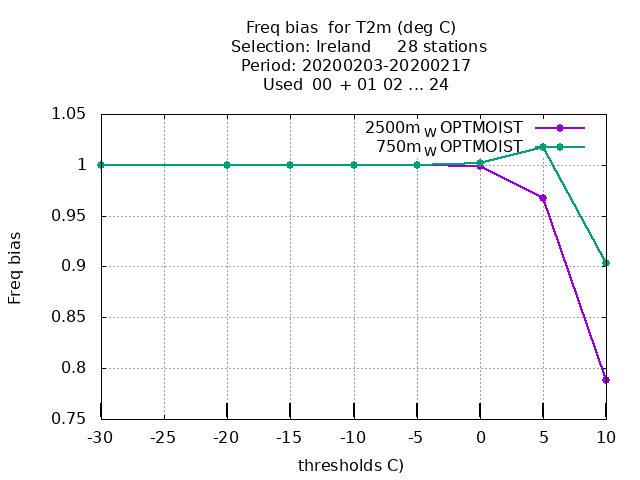 Freq bias  for T2m (deg C)
Selection: Ireland     28 stations
Period: 20200203-20200217
Used  00  + 01 02 ... 24
1.05
1
0.95
0.9
0.85
0.8
0.75
Freq bias
2500m W OPTMOIST
750m W OPTMOIST
-30 -25 -20 -15 -10 -5 0 5 10
thresholds C)